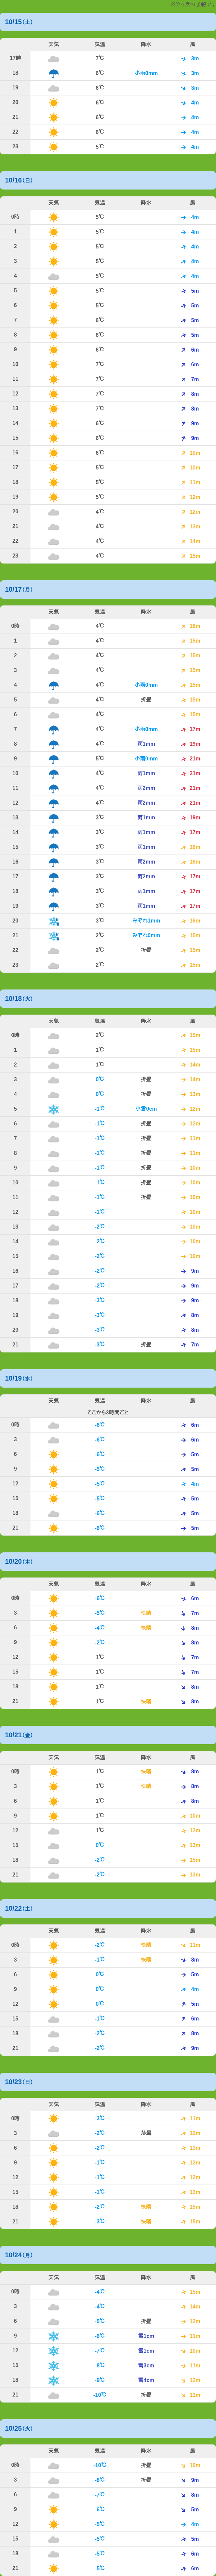 10/15(土)
天気 気温 降水 風
17時 7℃ 3m
18 6℃ 小雨0mm 3m
19 6℃ 3m
20 6℃ 4m
21 6℃ 4m
22 6℃ 4m
23 6℃ 4m
10/16(日)
天気 気温 降水 風
0時 5℃ 4m
1 5℃ 4m
2 5℃ 4m
3 5℃ 4m
4 5℃ 4m
5 5℃ 5m
6 5℃ 5m
7 6℃ 5m
8 6℃ 5m
9 6℃ 6m
10 7℃ 6m
11 7℃ 7m
12 7℃ 8m
13 7℃ 8m
14 6℃ 9m
15 6℃ 9m
16 6℃ 10m
17 5℃ 10m
18 5℃ 11m
19 5℃ 12m
20 4℃ 12m
21 4℃ 13m
22 4℃ 14m
23 4℃ 15m
10/17(月)
天気 気温 降水 風
0時 4℃ 16m
1 4℃ 15m
2 4℃ 15m
3 4℃ 15m
4 4℃ 小雨0mm 15m
5 4℃ 折曇 15m
6 4℃ 15m
7 4℃ 小雨0mm 17m
8 4℃ 雨1mm 19m
9 5℃ 小雨0mm 21m
10 4℃ 雨1mm 21m
11 4℃ 雨2mm 21m
12 4℃ 雨2mm 21m
13 3℃ 雨1mm 19m
14 3℃ 雨1mm 17m
15 3℃ 雨1mm 16m
16 3℃ 雨2mm 16m
17 3℃ 雨2mm 17m
18 3℃ 雨1mm 17m
19 3℃ 雨1mm 17m
20 3℃ みぞれ1mm 16m
21 2℃ みぞれ0mm 15m
22 2℃ 折曇 15m
23 2℃ 15m
10/18(火)
天気 気温 降水 風
0時 2℃ 15m
1 1℃ 15m
2 1℃ 14m
3 0℃ 折曇 14m
4 0℃ 折曇 13m
5 -1℃ 小雪0cm 12m
6 -1℃ 折曇 12m
7 -1℃ 折曇 11m
8 -1℃ 折曇 11m
9 -1℃ 折曇 10m
10 -1℃ 折曇 10m
11 -1℃ 折曇 10m
12 -1℃ 10m
13 -2℃ 10m
14 -2℃ 10m
15 -2℃ 10m
16 -2℃ 9m
17 -2℃ 9m
18 -3℃ 9m
19 -3℃ 8m
20 -3℃ 8m
21 -3℃ 折曇 7m
10/19(水)
天気 気温 降水 風
ここから3時間ごと
0時 -6℃ 6m
3 -6℃ 6m
6 -6℃ 5m
9 -5℃ 5m
12 -5℃ 4m
15 -5℃ 5m
18 -6℃ 5m
21 -6℃ 5m
10/20(木)
天気 気温 降水 風
0時 -6℃ 6m
3 -5℃ 快晴 7m
6 -4℃ 快晴 8m
9 -2℃ 8m
12 1℃ 7m
15 1℃ 7m
18 1℃ 8m
21 1℃ 快晴 8m
10/21(金)
天気 気温 降水 風
0時 1℃ 快晴 8m
3 1℃ 快晴 8m
6 1℃ 8m
9 1℃ 10m
12 1℃ 12m
15 0℃ 13m
18 -2℃ 15m
21 -2℃ 13m
10/22(土)
天気 気温 降水 風
0時 -2℃ 快晴 11m
3 -1℃ 快晴 8m
6 0℃ 5m
9 0℃ 4m
12 0℃ 5m
15 -1℃ 6m
18 -2℃ 8m
21 -2℃ 9m
10/23(日)
天気 気温 降水 風
0時 -3℃ 11m
3 -2℃ 薄曇 12m
6 -2℃ 13m
9 -1℃ 12m
12 -1℃ 12m
15 -1℃ 13m
18 -2℃ 快晴 15m
21 -3℃ 快晴 15m
10/24(月)
天気 気温 降水 風
0時 -4℃ 15m
3 -4℃ 14m
6 -5℃ 折曇 12m
9 -6℃ 雪1cm 11m
12 -7℃ 雪1cm 10m
15 -8℃ 雪3cm 11m
18 -9℃ 雪4cm 12m
21 -10℃ 折曇 11m
10/25(火)
天気 気温 降水 風
0時 -10℃ 折曇 10m
3 -8℃ 折曇 9m
6 -7℃ 8m
9 -6℃ 5m
12 -5℃ 4m
15 -5℃ 5m
18 -5℃ 6m
21 -5℃ 6m